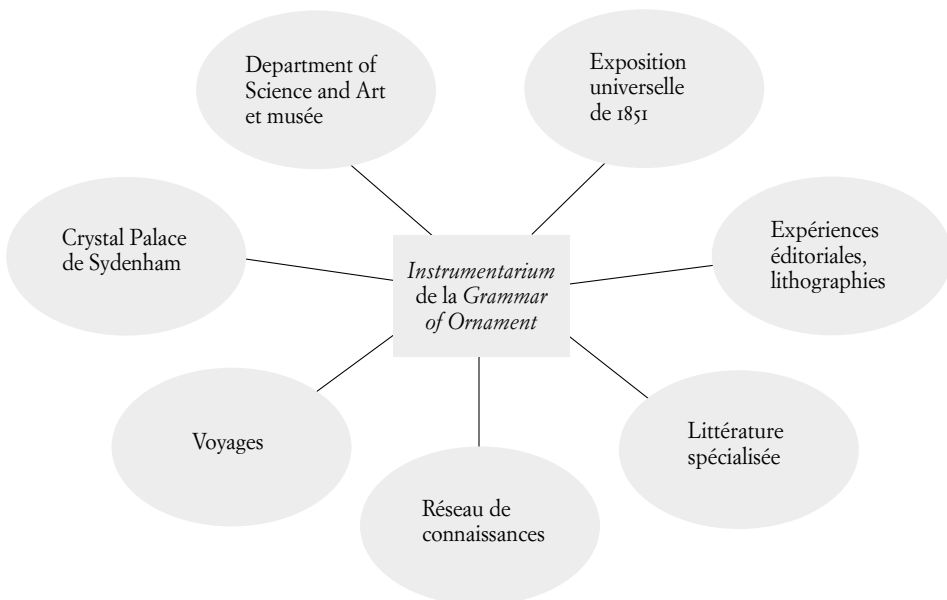 Department of
Science and Art
et musée
Exposition
universelle
de 1851
Crystal Palace
de Sydenham
Instrumentarium
de la Grammar
of Ornament
Expériences
éditoriales,
lithographies
Voyages
Réseau de
connaissances
Littérature
spécialisée